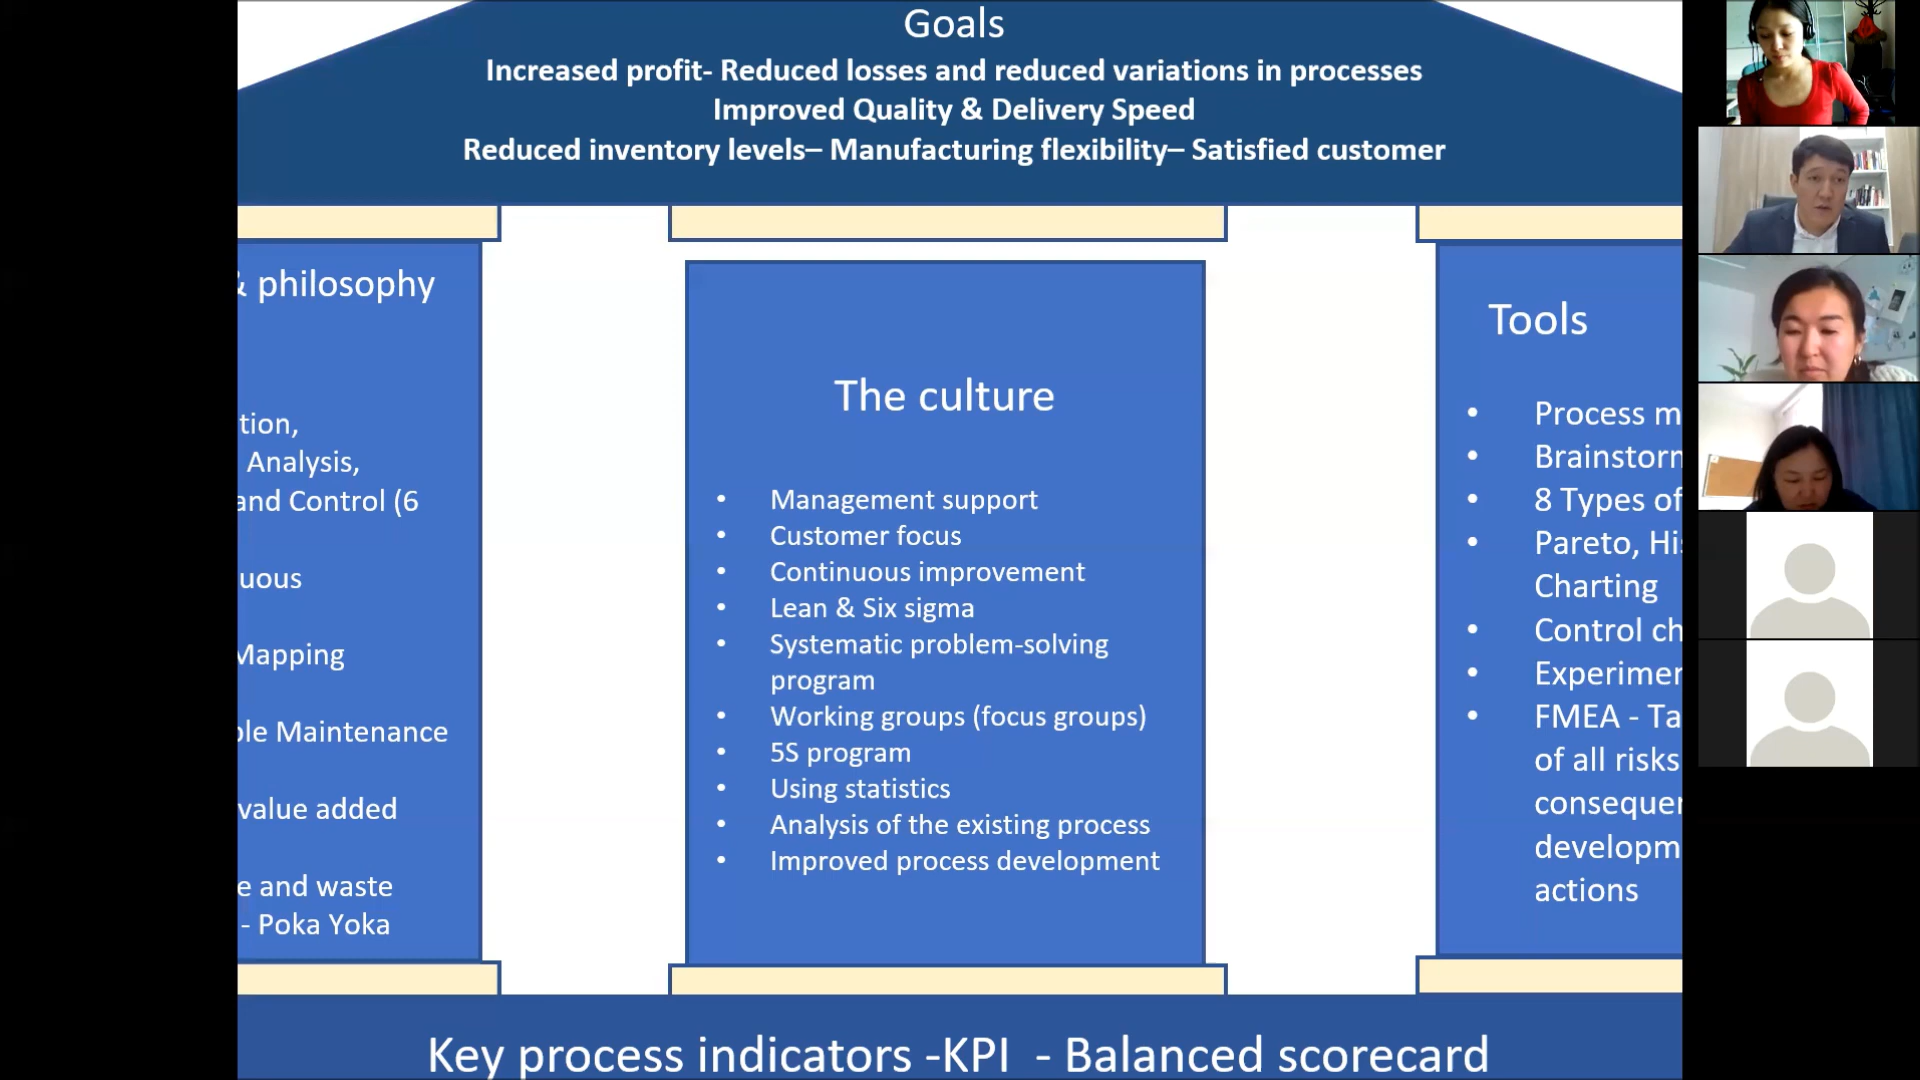 Goals
Increased profit- Reduced losses and reduced variations in processes
Improved Quality & Delivery Speed
Reduced inventory levels– Manufacturing flexibility– Satisfied customer
& philosophy
tion,
Analysis,
and Control (6
uous
Mapping
ble Maintenance
value added
e and waste
- Poka Yoka
The culture
• Management support
• Customer focus
• Continuous improvement
• Lean & Six sigma
• Systematic problem-solving
program
• Working groups (focus groups)
• 5S program
• Using statistics
• Analysis of the existing process
• Improved process development
Tools
• Process m
• Brainstorm
• 8 Types of
• Pareto, His
Charting
• Control ch
• Experimen
• FMEA - Ta
of all risks
consequen
developm
actions
Key process indicators -KPI - Balanced scorecard